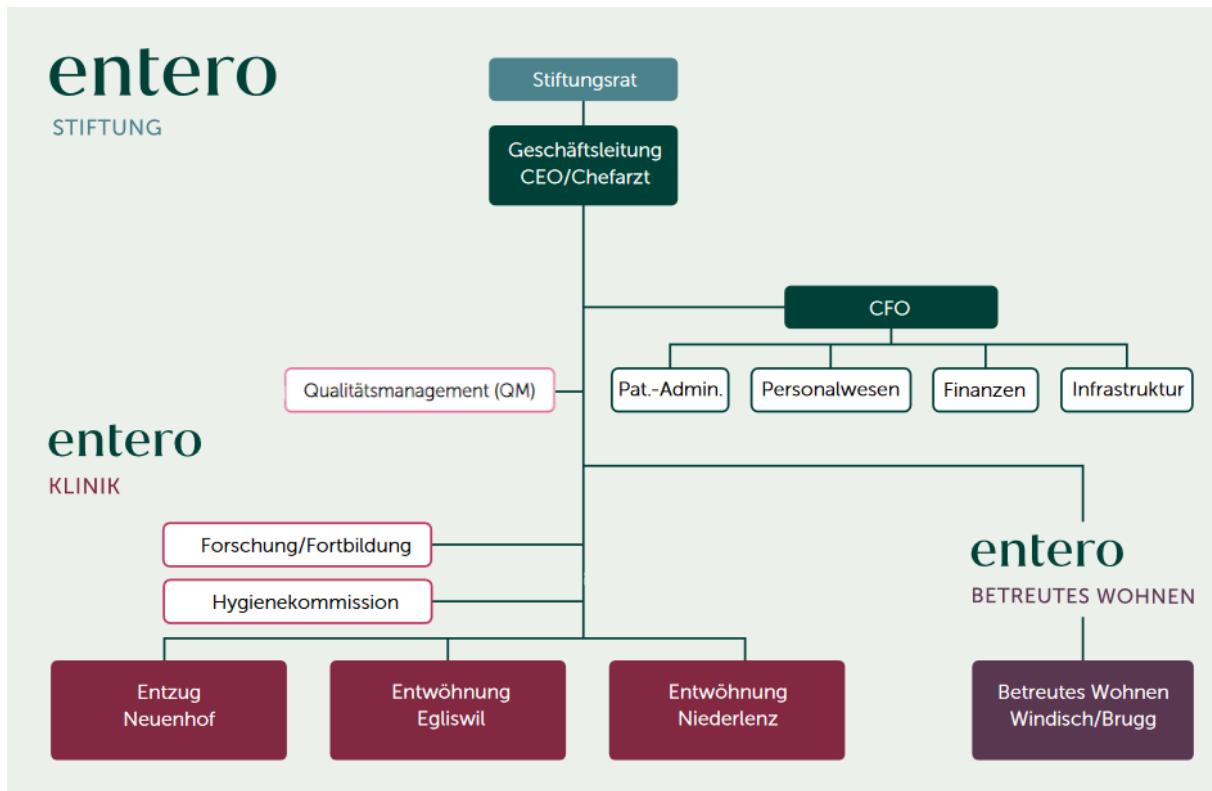 entero
STIFTUNG
Stiftungsrat
Geschäftsleitung
CEO/Chefarzt
CFO
Pat.-Admin.
Personalwesen
Finanzen
Infrastruktur
Qualitätsmanagement (QM)
entero
KLINIK
Forschung/Fortbildung
Hygienekommission
entero
BETREUTES WOHNEN
Entzug
Neuenhof
Entwöhnung
Egliswil
Entwöhnung
Niederlenz
Betreutes Wohnen
Windisch/Brugg